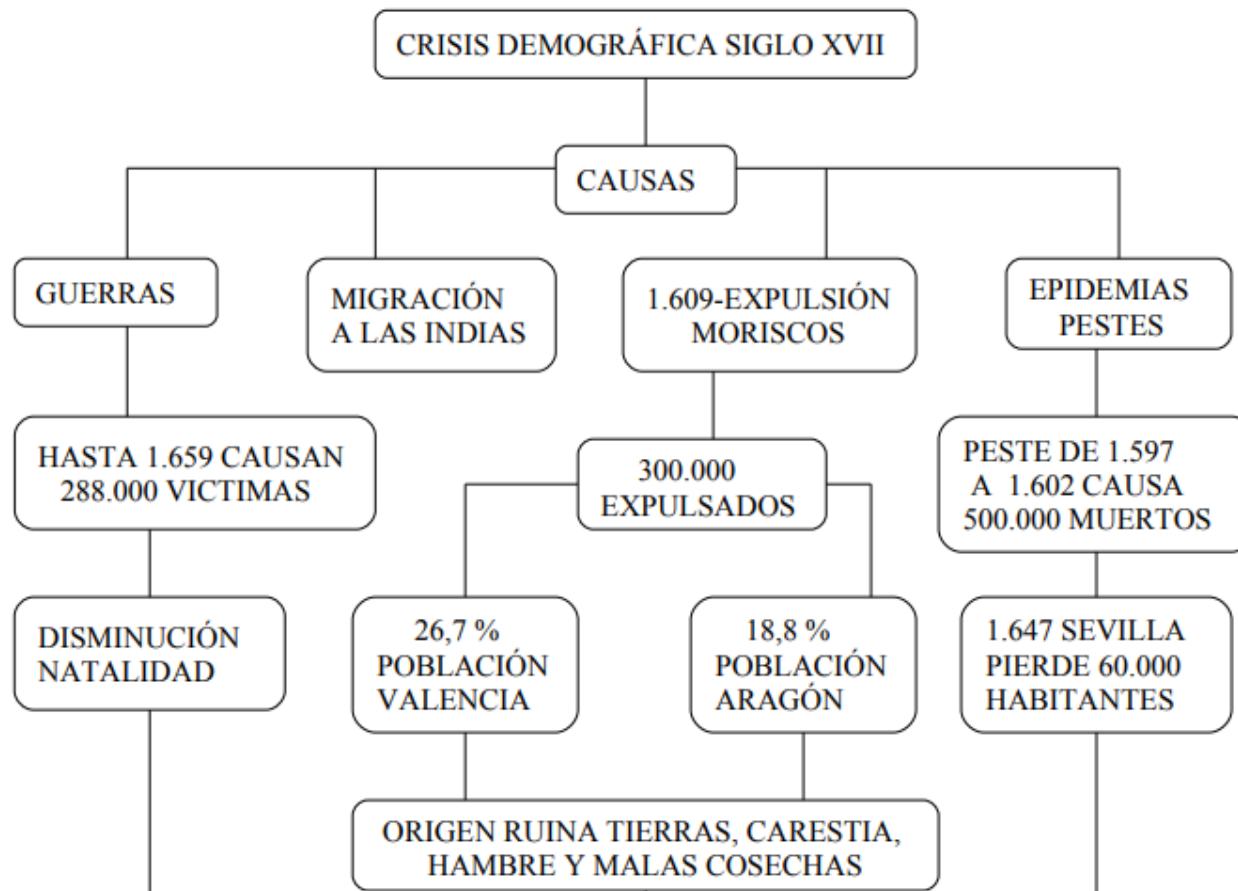 CRISIS DEMOGRÁFICA SIGLO XVII
CAUSAS
GUERRAS
MIGRACIÓN
A LAS INDIAS
1.609-EXPULSIÓN
MORISCOS
EPIDEMIAS
PESTES
HASTA 1.659 CAUSAN
288.000 VICTIMAS
300.000
EXPULSADOS
PESTE DE 1.597
A 1.602 CAUSA
500.000 MUERTOS
DISMINUCIÓN
NATALIDAD
26,7 %
POBLACIÓN
VALENCIA
18,8 %
POBLACIÓN
ARAGÓN
1.647 SEVILLA
PIERDE 60.000
HABITANTES
ORIGEN RUINA TIERRAS, CARESTIA,
HAMBRE Y MALAS COSECHAS